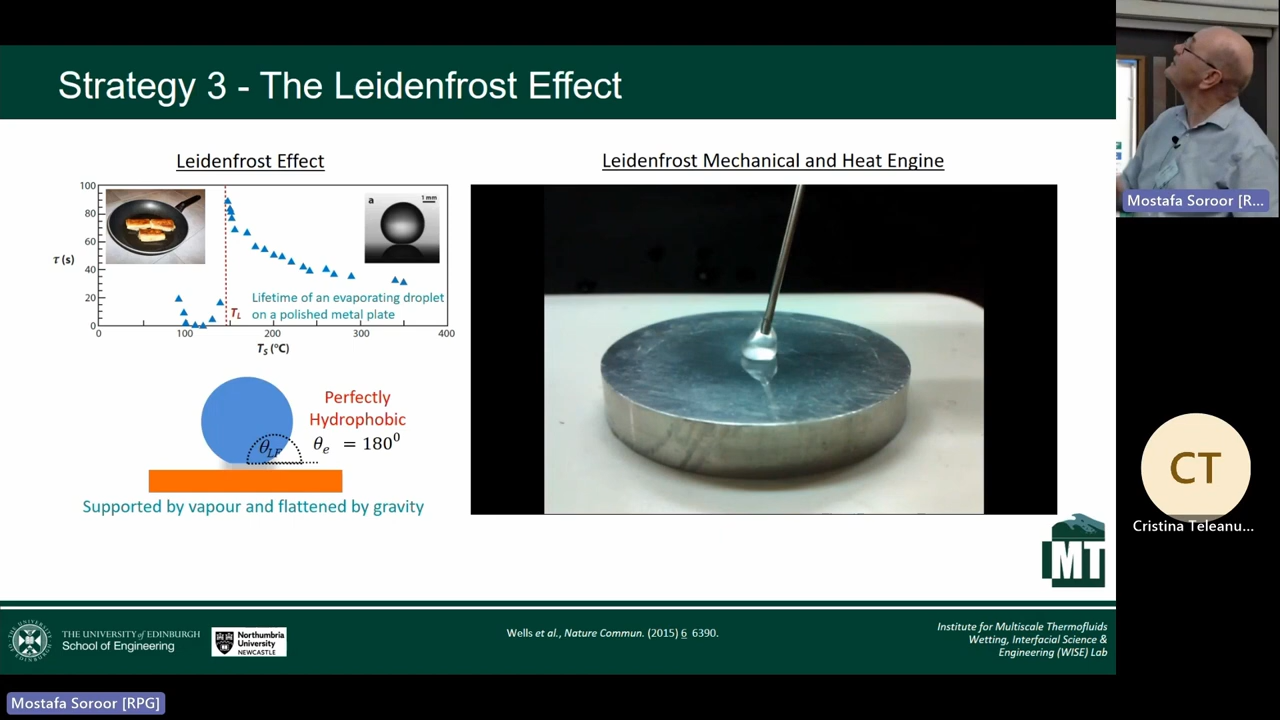 Strategy 3 - The Leidenfrost Effect
Leidenfrost Effect
100
80
60
40
20
0
τ (s)
a
1 mm
Lifetime of an evaporating droplet
on a polished metal plate
T_L
0
100
200
300
400
T_S (°C)
Perfectly
Hydrophobic
θ_e = 180⁰
θ_LF
Supported by vapour and flattened by gravity
Leidenfrost Mechanical and Heat Engine
MT
THE UNIVERSITY of EDINBURGH
School of Engineering
Northumbria
University
NEWCASTLE
Wells et al., Nature Commun. (2015) 6 6390.
Institute for Multiscale Thermofluids
Wetting, Interfacial Science &
Engineering (WISE) Lab
Mostafa Soroor [R...
CT
Cristina Teleanu...
Mostafa Soroor [RPG]